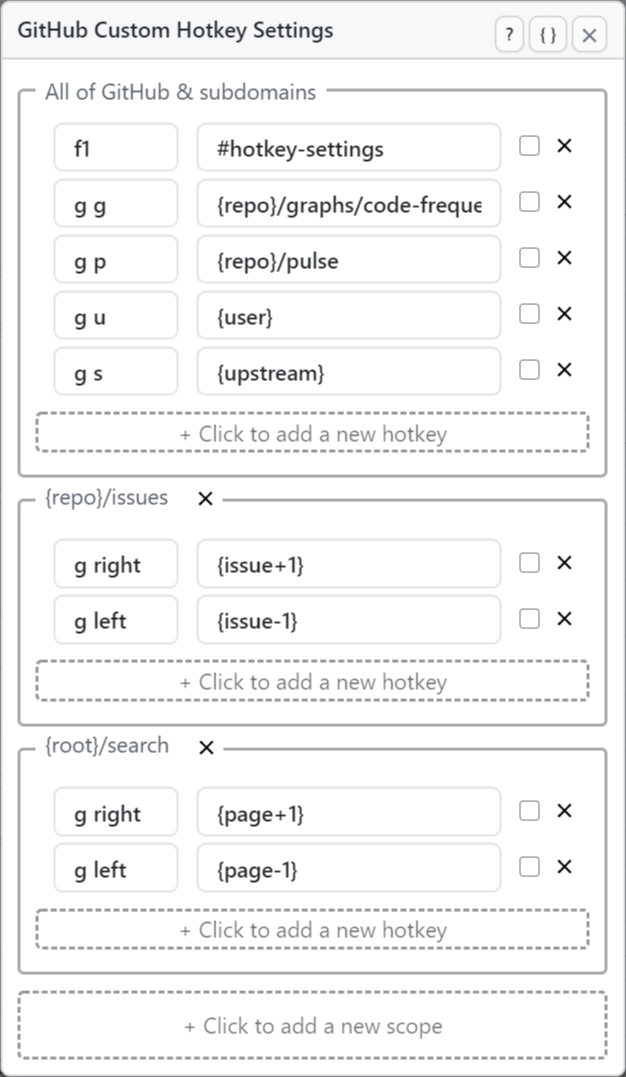 GitHub Custom Hotkey Settings ? { } ×
All of GitHub & subdomains
f1 #hotkey-settings ×
g g {repo}/graphs/code-freque ×
g p {repo}/pulse ×
g u {user} ×
g s {upstream} ×
+ Click to add a new hotkey
{repo}/issues ×
g right {issue+1} ×
g left {issue-1} ×
+ Click to add a new hotkey
{root}/search ×
g right {page+1} ×
g left {page-1} ×
+ Click to add a new hotkey
+ Click to add a new scope